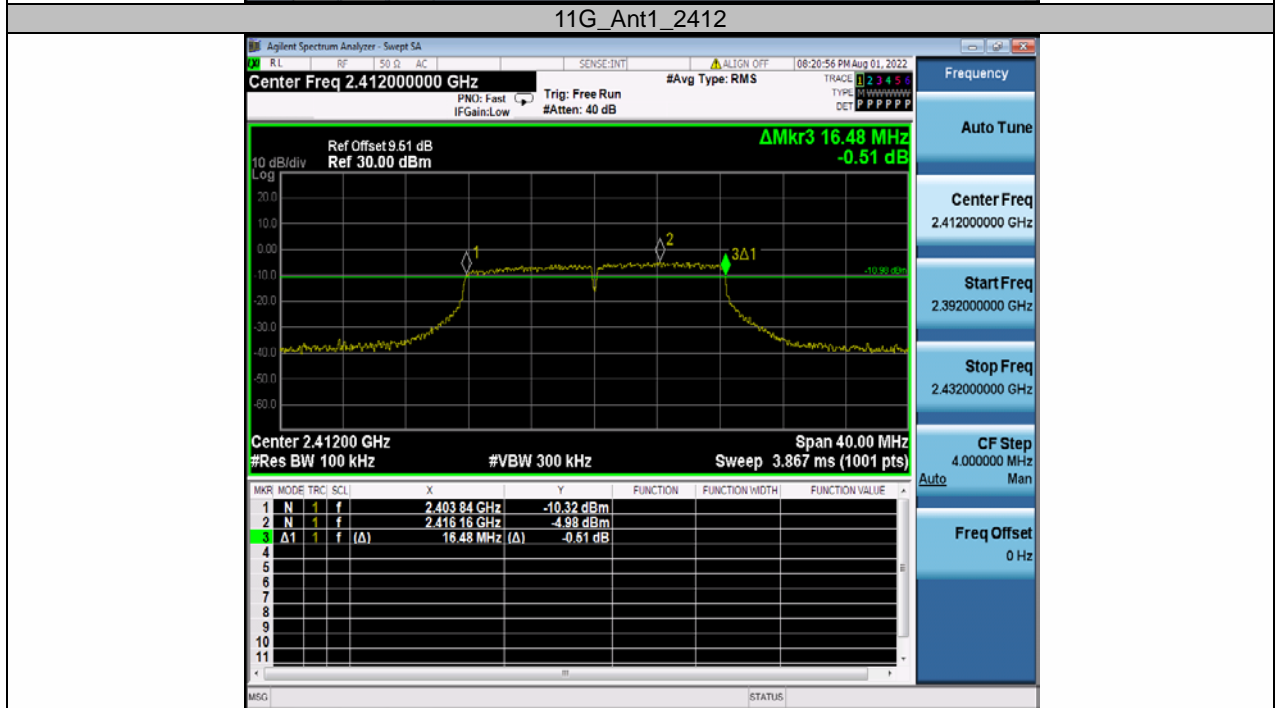 11G_Ant1_2412
Agilent Spectrum Analyzer - Swept SA
RL RF 50 Ω AC SENSE:INT ALIGN OFF 08:20:56 PM Aug 01, 2022
Center Freq 2.412000000 GHz
#Avg Type: RMS
TRACE 1 2 3 4 5 6
TYPE M WWWWW
DET P P P P P P
PNO: Fast
IFGain:Low
Trig: Free Run
#Atten: 40 dB
Frequency
Auto Tune
Center Freq
2.412000000 GHz
Start Freq
2.392000000 GHz
Stop Freq
2.432000000 GHz
CF Step
4.000000 MHz
Auto Man
Freq Offset
0 Hz
ΔMkr3 16.48 MHz
-0.51 dB
Ref Offset 9.51 dB
10 dB/div Ref 30.00 dBm
Log
20.0
10.0
0.00
-10.0
-20.0
-30.0
-40.0
-50.0
-60.0
1
2
3Δ1
-10.98 dBm
Center 2.41200 GHz Span 40.00 MHz
#Res BW 100 kHz #VBW 300 kHz Sweep 3.867 ms (1001 pts)
MKR MODE TRC SCL X Y FUNCTION FUNCTION WIDTH FUNCTION VALUE
1 N 1 f 2.403 84 GHz -10.32 dBm
2 N 1 f 2.416 16 GHz -4.98 dBm
3 Δ1 1 f (Δ) 16.48 MHz (Δ) -0.51 dB
4
5
6
7
8
9
10
11
MSG STATUS